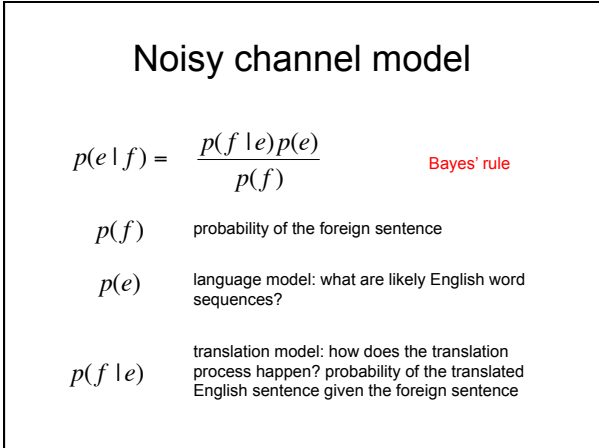 Noisy channel model
p(e | f) = p(f | e)p(e) / p(f)
Bayes' rule
p(f) probability of the foreign sentence
p(e) language model: what are likely English word
sequences?
translation model: how does the translation
p(f | e) process happen? probability of the translated
English sentence given the foreign sentence